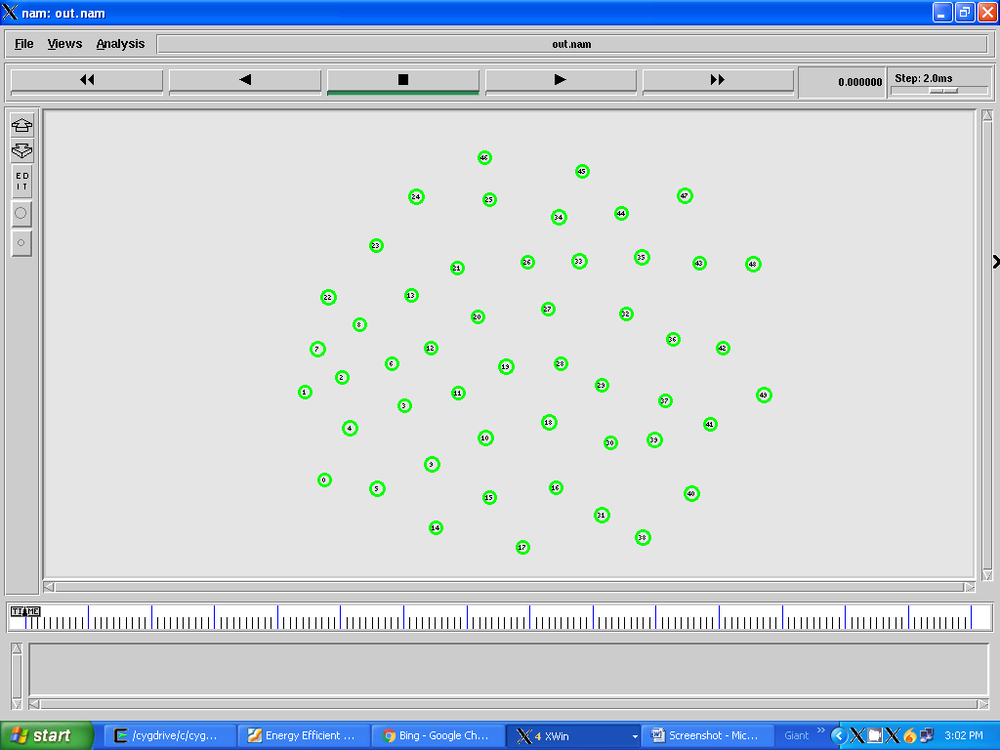 nam: out.nam
File Views Analysis out.nam
0.000000 Step: 2.0ms
E D
I T
46
45
24 25 47
34 44
23
21 26 33 35 43 48
22 13
8 20 27 32
7 12 36 42
2 6 19 28
1 3 11 29 37 49
4 10 18 30 39 41
9
0 5 15 16 40
14 31
17 38
TIME
start /cygdrive/c/cyg... Energy Efficient ... Bing - Google Ch... 4 XWin Screenshot - Mic... Giant » 3:02 PM